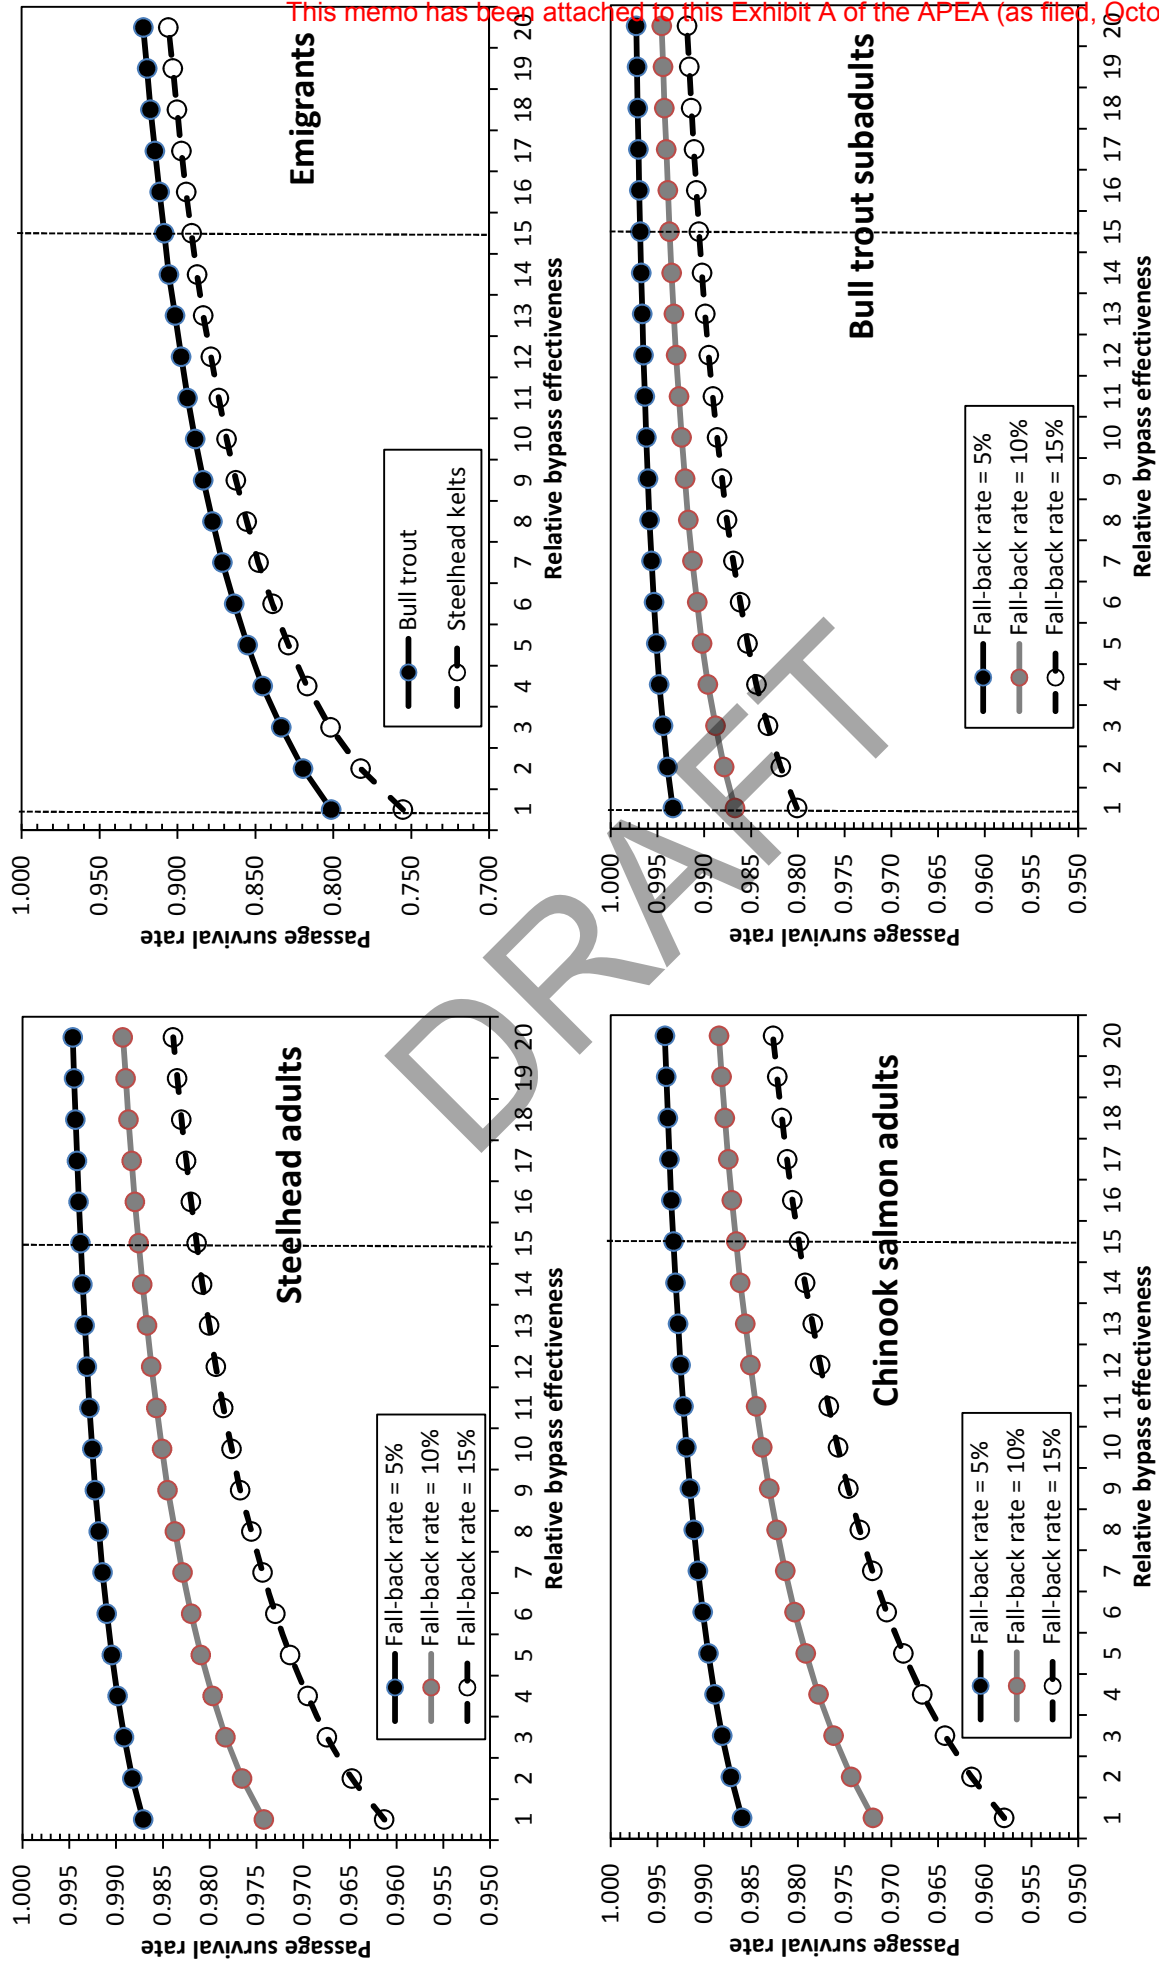 This memo has been attached to this Exhibit A of the APEA (as filed, Octo
Steelhead adults
Passage survival rate
1.000
0.995
0.990
0.985
0.980
0.975
0.970
0.965
0.960
0.955
0.950
Fall-back rate = 5%
Fall-back rate = 10%
Fall-back rate = 15%
1 2 3 4 5 6 7 8 9 10 11 12 13 14 15 16 17 18 19 20
Relative bypass effectiveness
Emigrants
Passage survival rate
1.000
0.950
0.900
0.850
0.800
0.750
0.700
Bull trout
Steelhead kelts
1 2 3 4 5 6 7 8 9 10 11 12 13 14 15 16 17 18 19 20
Relative bypass effectiveness
Chinook salmon adults
Passage survival rate
1.000
0.995
0.990
0.985
0.980
0.975
0.970
0.965
0.960
0.955
0.950
Fall-back rate = 5%
Fall-back rate = 10%
Fall-back rate = 15%
1 2 3 4 5 6 7 8 9 10 11 12 13 14 15 16 17 18 19 20
Relative bypass effectiveness
Bull trout subadults
Passage survival rate
1.000
0.995
0.990
0.985
0.980
0.975
0.970
0.965
0.960
0.955
0.950
Fall-back rate = 5%
Fall-back rate = 10%
Fall-back rate = 15%
1 2 3 4 5 6 7 8 9 10 11 12 13 14 15 16 17 18 19 20
Relative bypass effectiveness
DRAFT